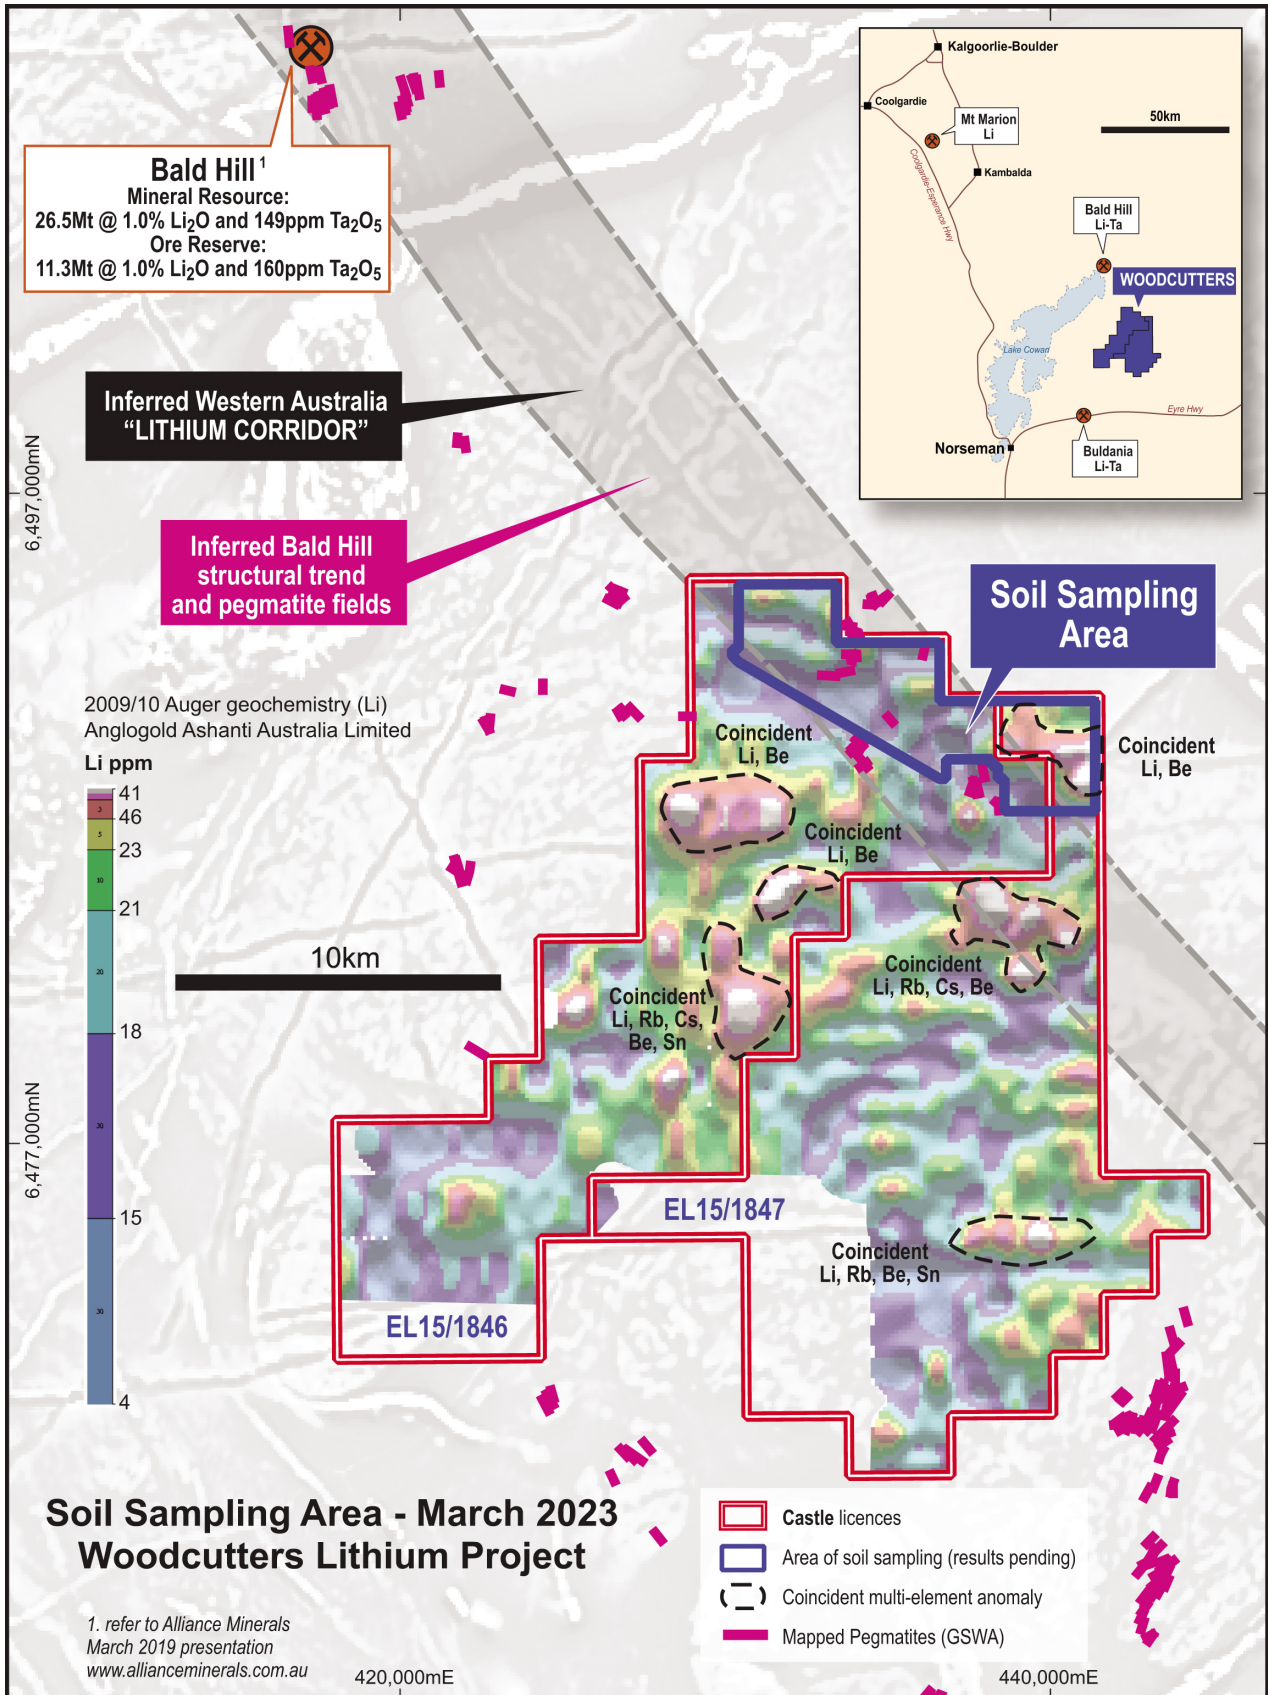 Bald Hill 1
Mineral Resource:
26.5Mt @ 1.0% Li2O and 149ppm Ta2O5
Ore Reserve:
11.3Mt @ 1.0% Li2O and 160ppm Ta2O5
Kalgoorlie-Boulder
Coolgardie
Mt Marion
Li
50km
Kambalda
Coolgardie-Esperance Hwy
Bald Hill
Li-Ta
WOODCUTTERS
Lake Cowan
Eyre Hwy
Norseman
Buldania
Li-Ta
Inferred Western Australia
“LITHIUM CORRIDOR”
6,497,000mN
Inferred Bald Hill
structural trend
and pegmatite fields
Soil Sampling
Area
2009/10 Auger geochemistry (Li)
Anglogold Ashanti Australia Limited
Li ppm
41
3
46
5
23
10
21
20
18
30
15
30
4
Coincident
Li, Be
Coincident
Li, Be
Coincident
Li, Be
10km
Coincident
Li, Rb, Cs, Be
Coincident
Li, Rb, Cs,
Be, Sn
6,477,000mN
EL15/1847
Coincident
Li, Rb, Be, Sn
EL15/1846
Soil Sampling Area - March 2023
Woodcutters Lithium Project
1. refer to Alliance Minerals
March 2019 presentation
www.allianceminerals.com.au
Castle licences
Area of soil sampling (results pending)
Coincident multi-element anomaly
Mapped Pegmatites (GSWA)
420,000mE
440,000mE